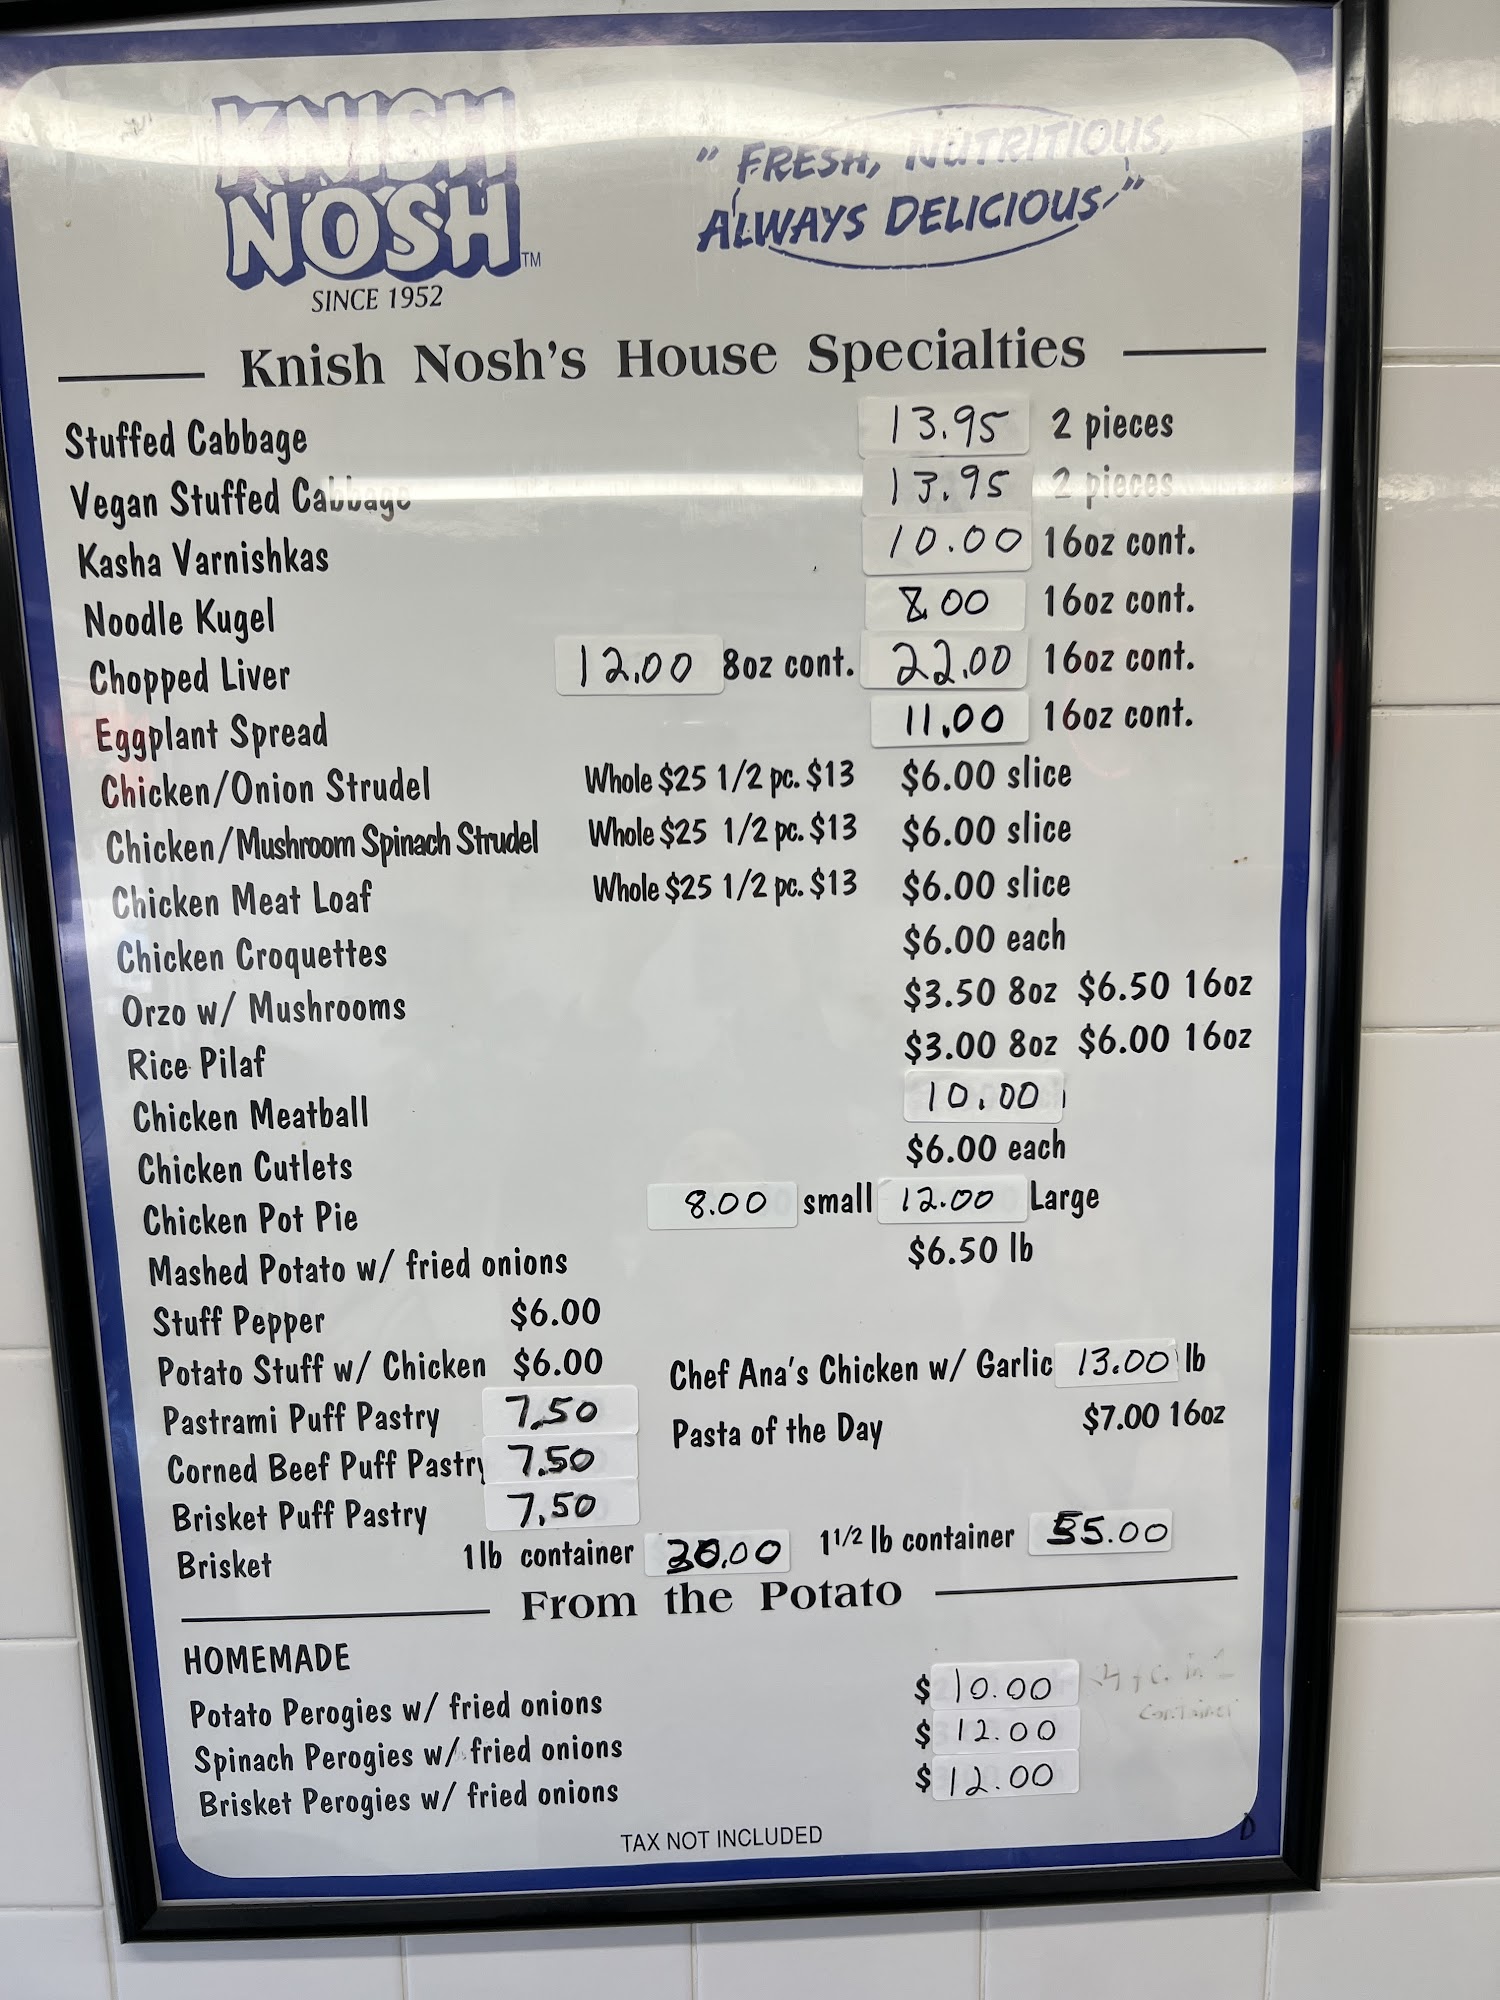 KNISH
NOSH TM
SINCE 1952
" FRESH, NUTRITIOUS,
ALWAYS DELICIOUS "
Knish Nosh's House Specialties
Stuffed Cabbage 13.95 2 pieces
Vegan Stuffed Cabbage 13.95 2 pieces
Kasha Varnishkas 10.00 16oz cont.
Noodle Kugel 8.00 16oz cont.
Chopped Liver 12.00 8oz cont. 22.00 16oz cont.
Eggplant Spread 11.00 16oz cont.
Chicken/Onion Strudel Whole $25 1/2 pc. $13 $6.00 slice
Chicken/Mushroom Spinach Strudel Whole $25 1/2 pc. $13 $6.00 slice
Chicken Meat Loaf Whole $25 1/2 pc. $13 $6.00 slice
Chicken Croquettes $6.00 each
Orzo w/ Mushrooms $3.50 8oz $6.50 16oz
Rice Pilaf $3.00 8oz $6.00 16oz
Chicken Meatball 10.00
Chicken Cutlets $6.00 each
Chicken Pot Pie 8.00 small 12.00 Large
Mashed Potato w/ fried onions $6.50 lb
Stuff Pepper $6.00
Potato Stuff w/ Chicken $6.00 Chef Ana's Chicken w/ Garlic 13.00 lb
Pastrami Puff Pastry 7.50 Pasta of the Day $7.00 16oz
Corned Beef Puff Pastry 7.50
Brisket Puff Pastry 7.50
Brisket 1 lb container 1 1/2 lb container 55.00
From the Potato
HOMEMADE
Potato Perogies w/ fried onions $ 10.00
Spinach Perogies w/ fried onions $ 12.00
Brisket Perogies w/ fried onions $ 12.00
container
TAX NOT INCLUDED
D